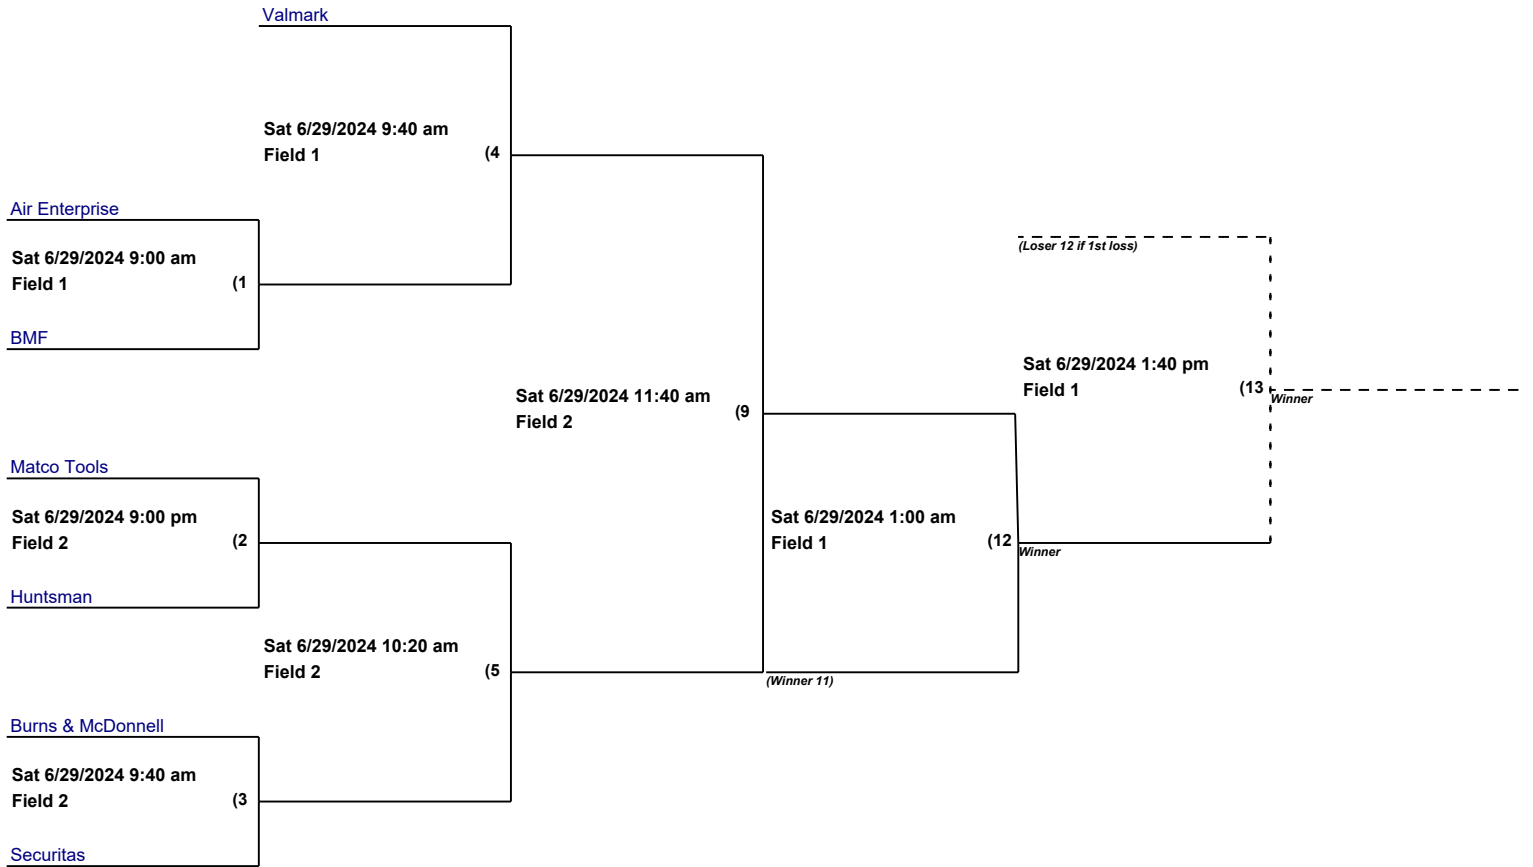 Valmark
Sat 6/29/2024 9:40 am
Field 1 (4
Air Enterprise
Sat 6/29/2024 9:00 am
Field 1 (1
BMF
(Loser 12 if 1st loss)
Sat 6/29/2024 1:40 pm
Field 1 (13
Winner
Sat 6/29/2024 11:40 am
Field 2 (9
Matco Tools
Sat 6/29/2024 9:00 pm
Field 2 (2
Huntsman
Sat 6/29/2024 1:00 am
Field 1 (12
Winner
Sat 6/29/2024 10:20 am
Field 2 (5
(Winner 11)
Burns & McDonnell
Sat 6/29/2024 9:40 am
Field 2 (3
Securitas